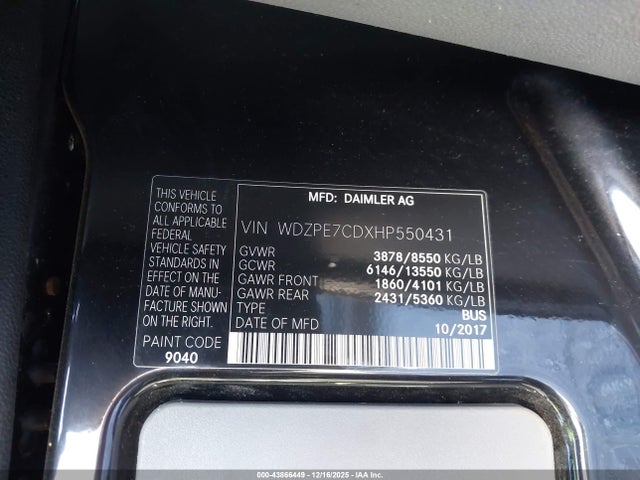 MFD: DAIMLER AG
THIS VEHICLE
CONFORMS TO
ALL APPLICABLE
FEDERAL
VEHICLE SAFETY
STANDARDS
IN EFFECT ON THE
DATE OF MANU-
FACTURE SHOWN
ON THE RIGHT.
PAINT CODE
9040
VIN WDZPE7CDXHP550431
GVWR 3878/8550 KG/LB
GCWR 6146/13550 KG/LB
GAWR FRONT 1860/4101 KG/LB
GAWR REAR 2431/5360 KG/LB
TYPE BUS
DATE OF MFD 10/2017
000-43866449 - 12/16/2025 - IAA Inc.